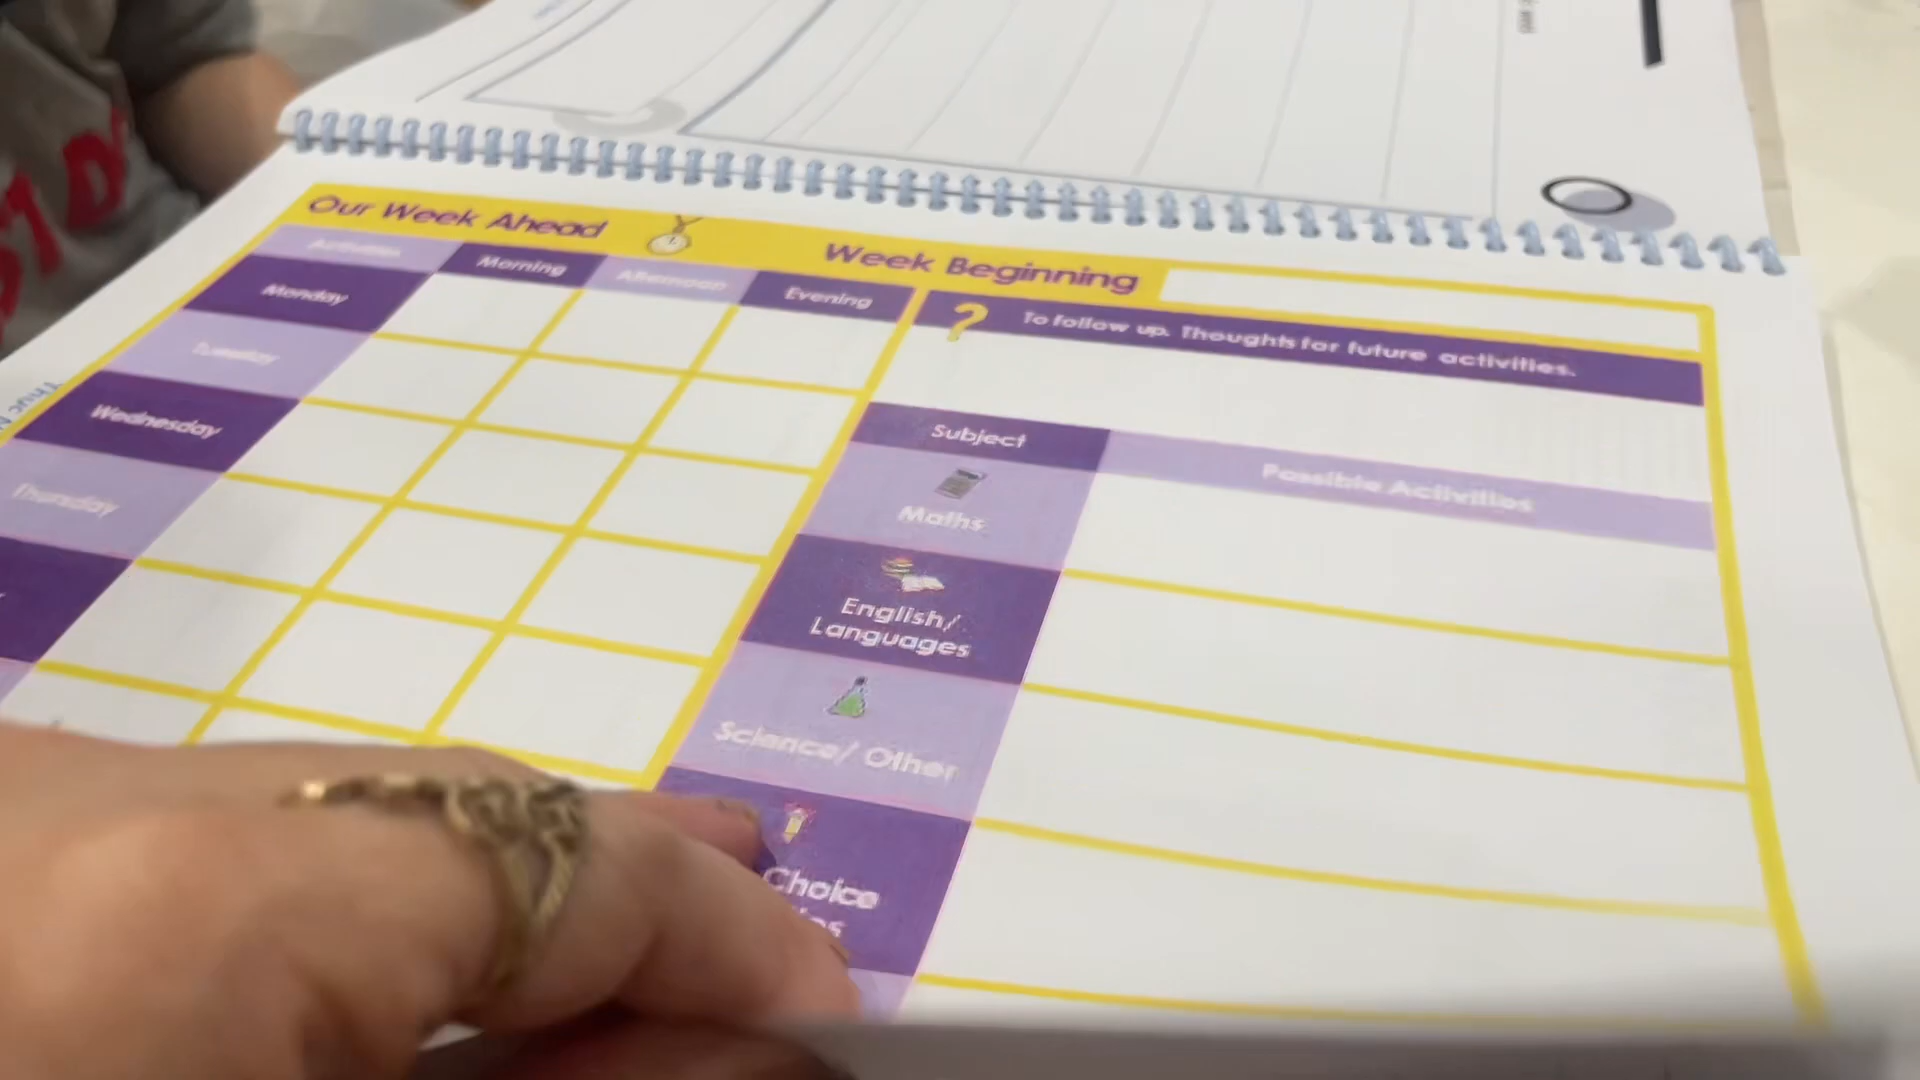 Our Week Ahead
Week Beginning
Activities
Morning
Afternoon
Evening
Monday
Tuesday
Wednesday
Thursday
? To follow up. Thoughts for future activities.
Subject
Possible Activities
Maths
English/
Languages
Science/ Other
Choice